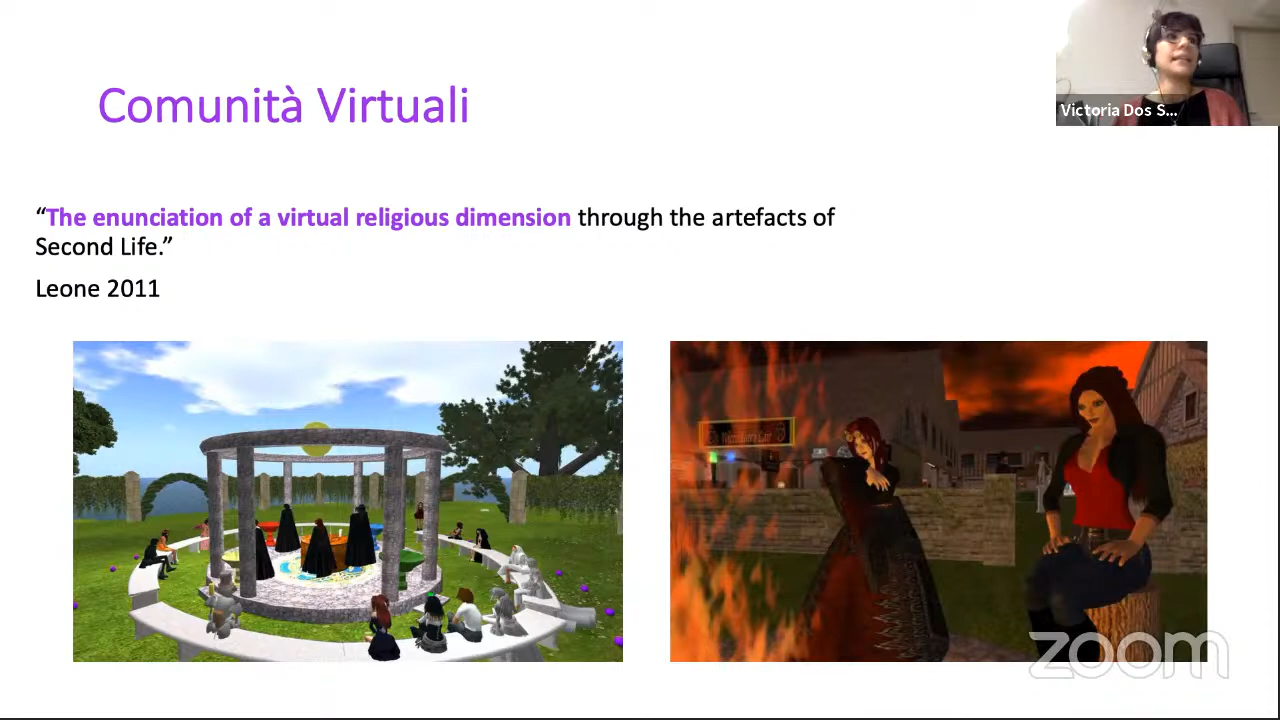 Comunità Virtuali
Victoria Dos S...
“The enunciation of a virtual religious dimension through the artefacts of
Second Life.”
Leone 2011
zoom